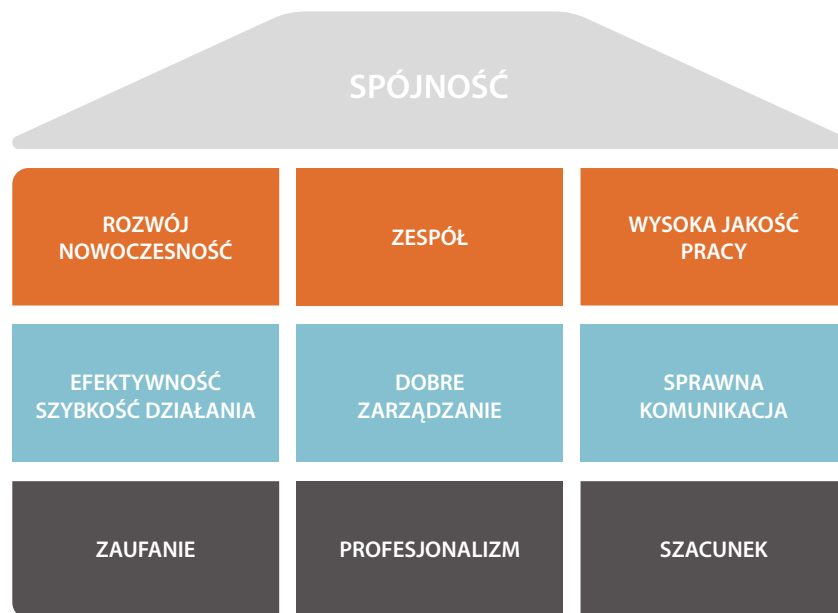 SPÓJNOŚĆ
ROZWÓJ
NOWOCZESNOŚĆ
ZESPÓŁ
WYSOKA JAKOŚĆ
PRACY
EFEKTYWNOŚĆ
SZYBKOŚĆ DZIAŁANIA
DOBRE
ZARZĄDZANIE
SPRAWNA
KOMUNIKACJA
ZAUFANIE
PROFESJONALIZM
SZACUNEK